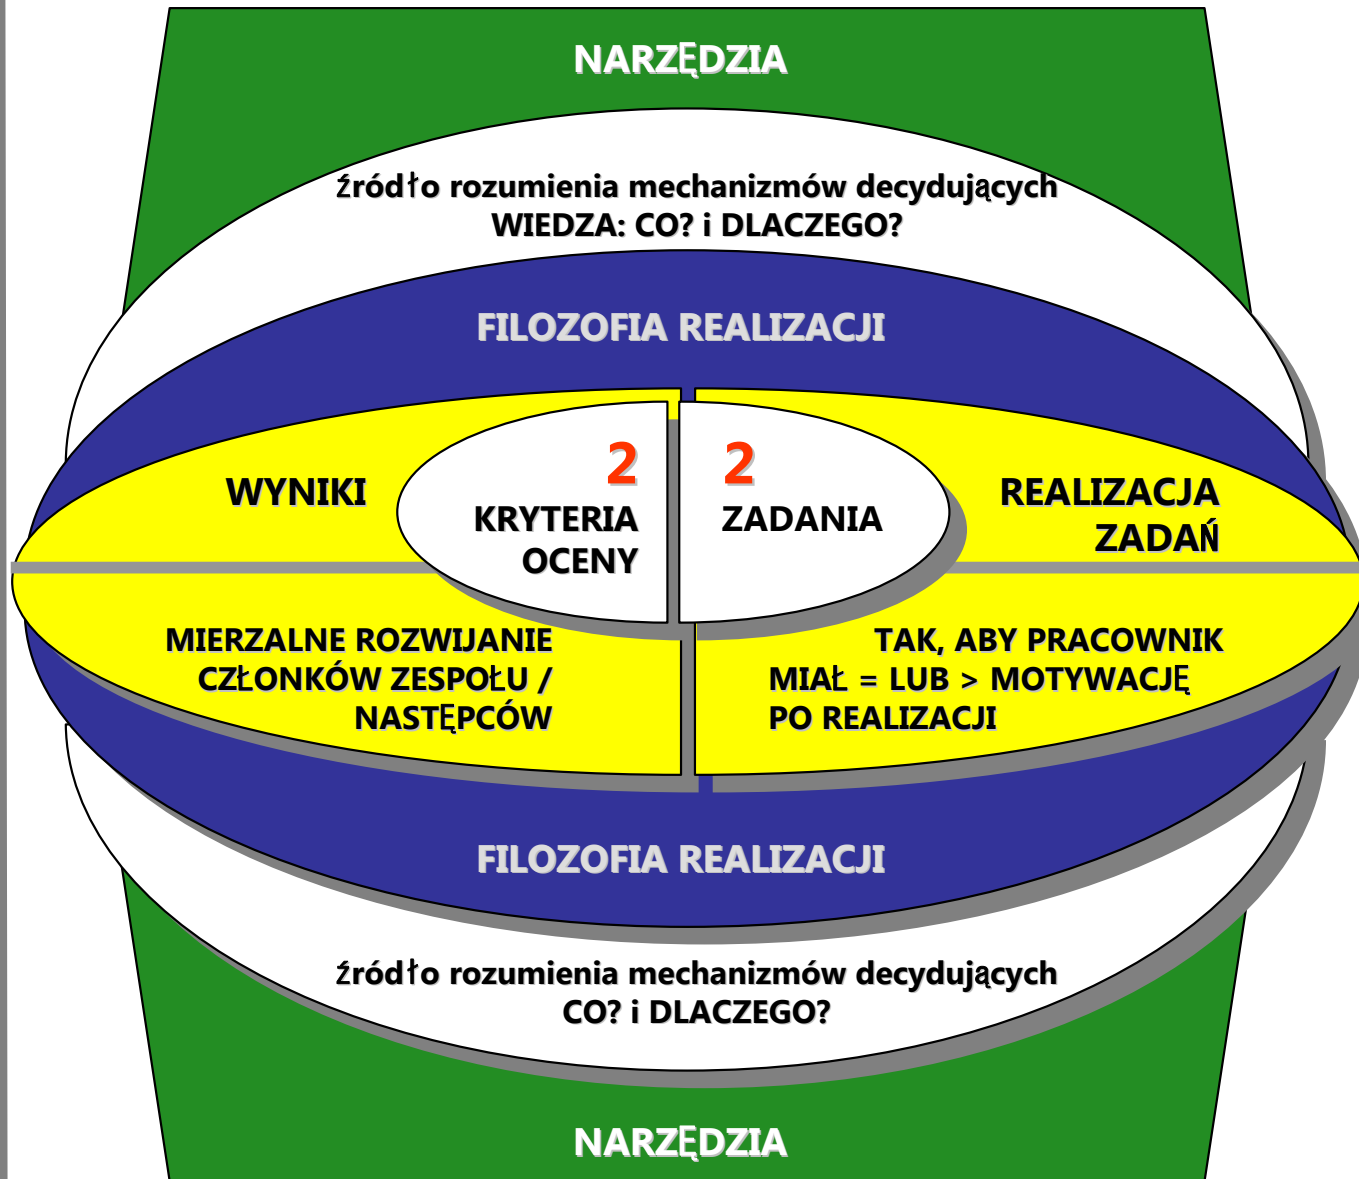 NARZĘDZIA
źródło rozumienia mechanizmów decydujących
WIEDZA: CO? i DLACZEGO?
FILOZOFIA REALIZACJI
2
KRYTERIA
OCENY
2
ZADANIA
WYNIKI
REALIZACJA
ZADAŃ
MIERZALNE ROZWIJANIE
CZŁONKÓW ZESPOŁU /
NASTĘPCÓW
TAK, ABY PRACOWNIK
MIAŁ = LUB > MOTYWACJĘ
PO REALIZACJI
FILOZOFIA REALIZACJI
źródło rozumienia mechanizmów decydujących
CO? i DLACZEGO?
NARZĘDZIA